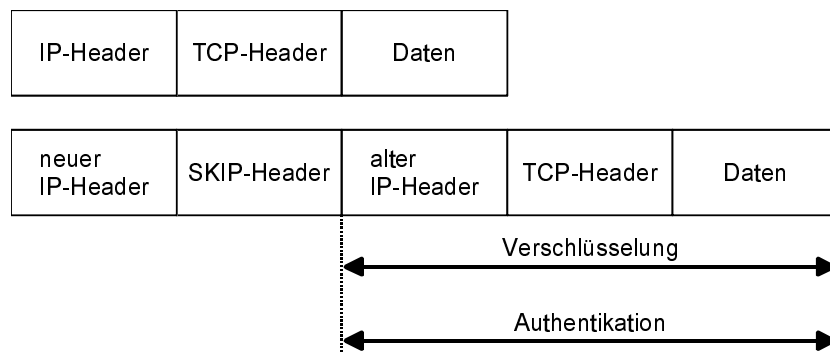 IP-Header
TCP-Header
Daten
neuer
IP-Header
SKIP-Header
alter
IP-Header
TCP-Header
Daten
Verschlüsselung
Authentikation